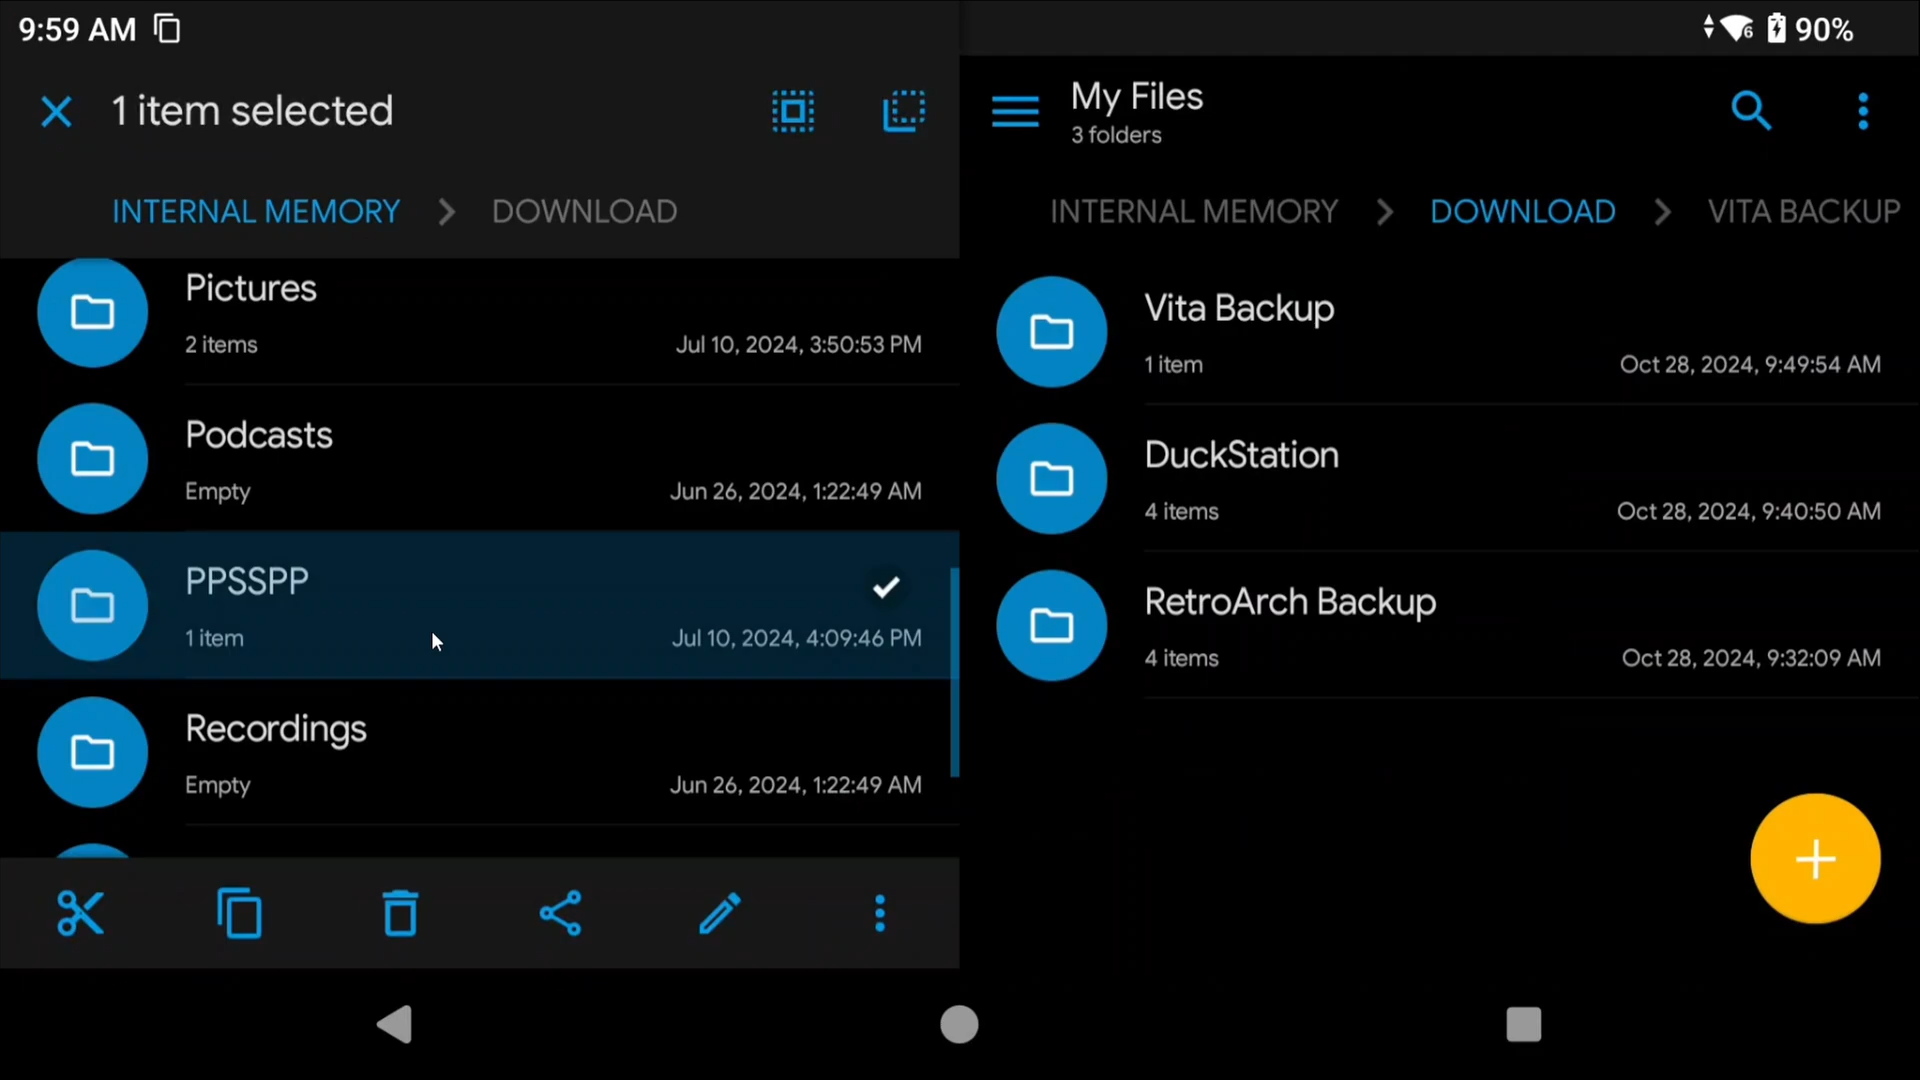 9:59 AM
6 90%
1 item selected
INTERNAL MEMORY > DOWNLOAD
Pictures
2 items
Jul 10, 2024, 3:50:53 PM
Podcasts
Empty
Jun 26, 2024, 1:22:49 AM
PPSSPP
1 item
Jul 10, 2024, 4:09:46 PM
Recordings
Empty
Jun 26, 2024, 1:22:49 AM
My Files
3 folders
INTERNAL MEMORY > DOWNLOAD > VITA BACKUP
Vita Backup
1 item
Oct 28, 2024, 9:49:54 AM
DuckStation
4 items
Oct 28, 2024, 9:40:50 AM
RetroArch Backup
4 items
Oct 28, 2024, 9:32:09 AM